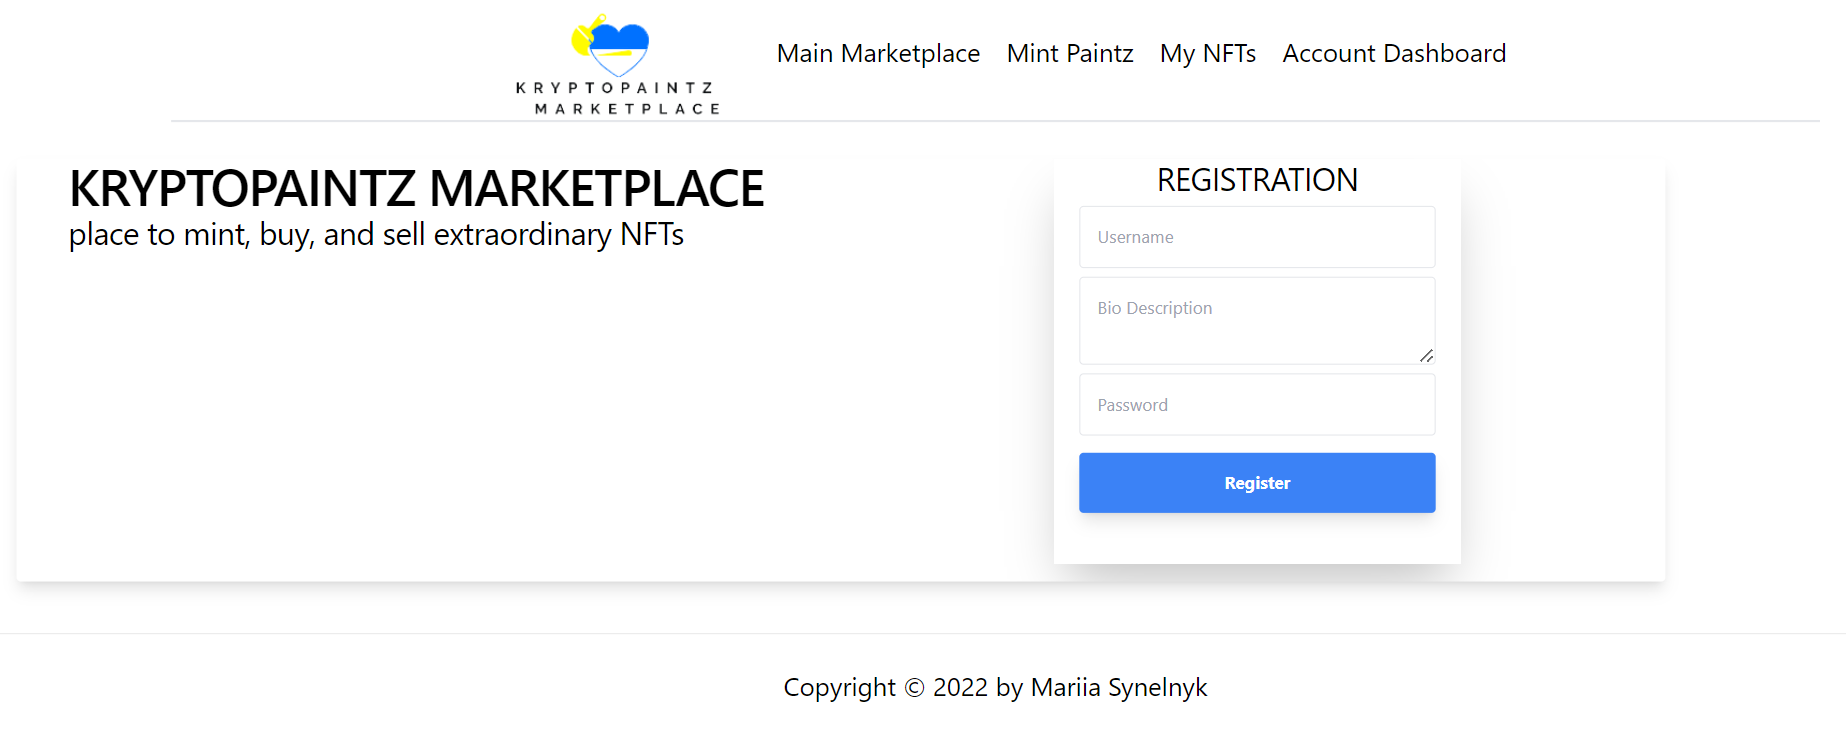 KRYPTOPAINTZ
MARKETPLACE
Main Marketplace Mint Paintz My NFTs Account Dashboard
KRYPTOPAINTZ MARKETPLACE
place to mint, buy, and sell extraordinary NFTs
REGISTRATION
Username
Bio Description
Password
Register
Copyright © 2022 by Mariia Synelnyk